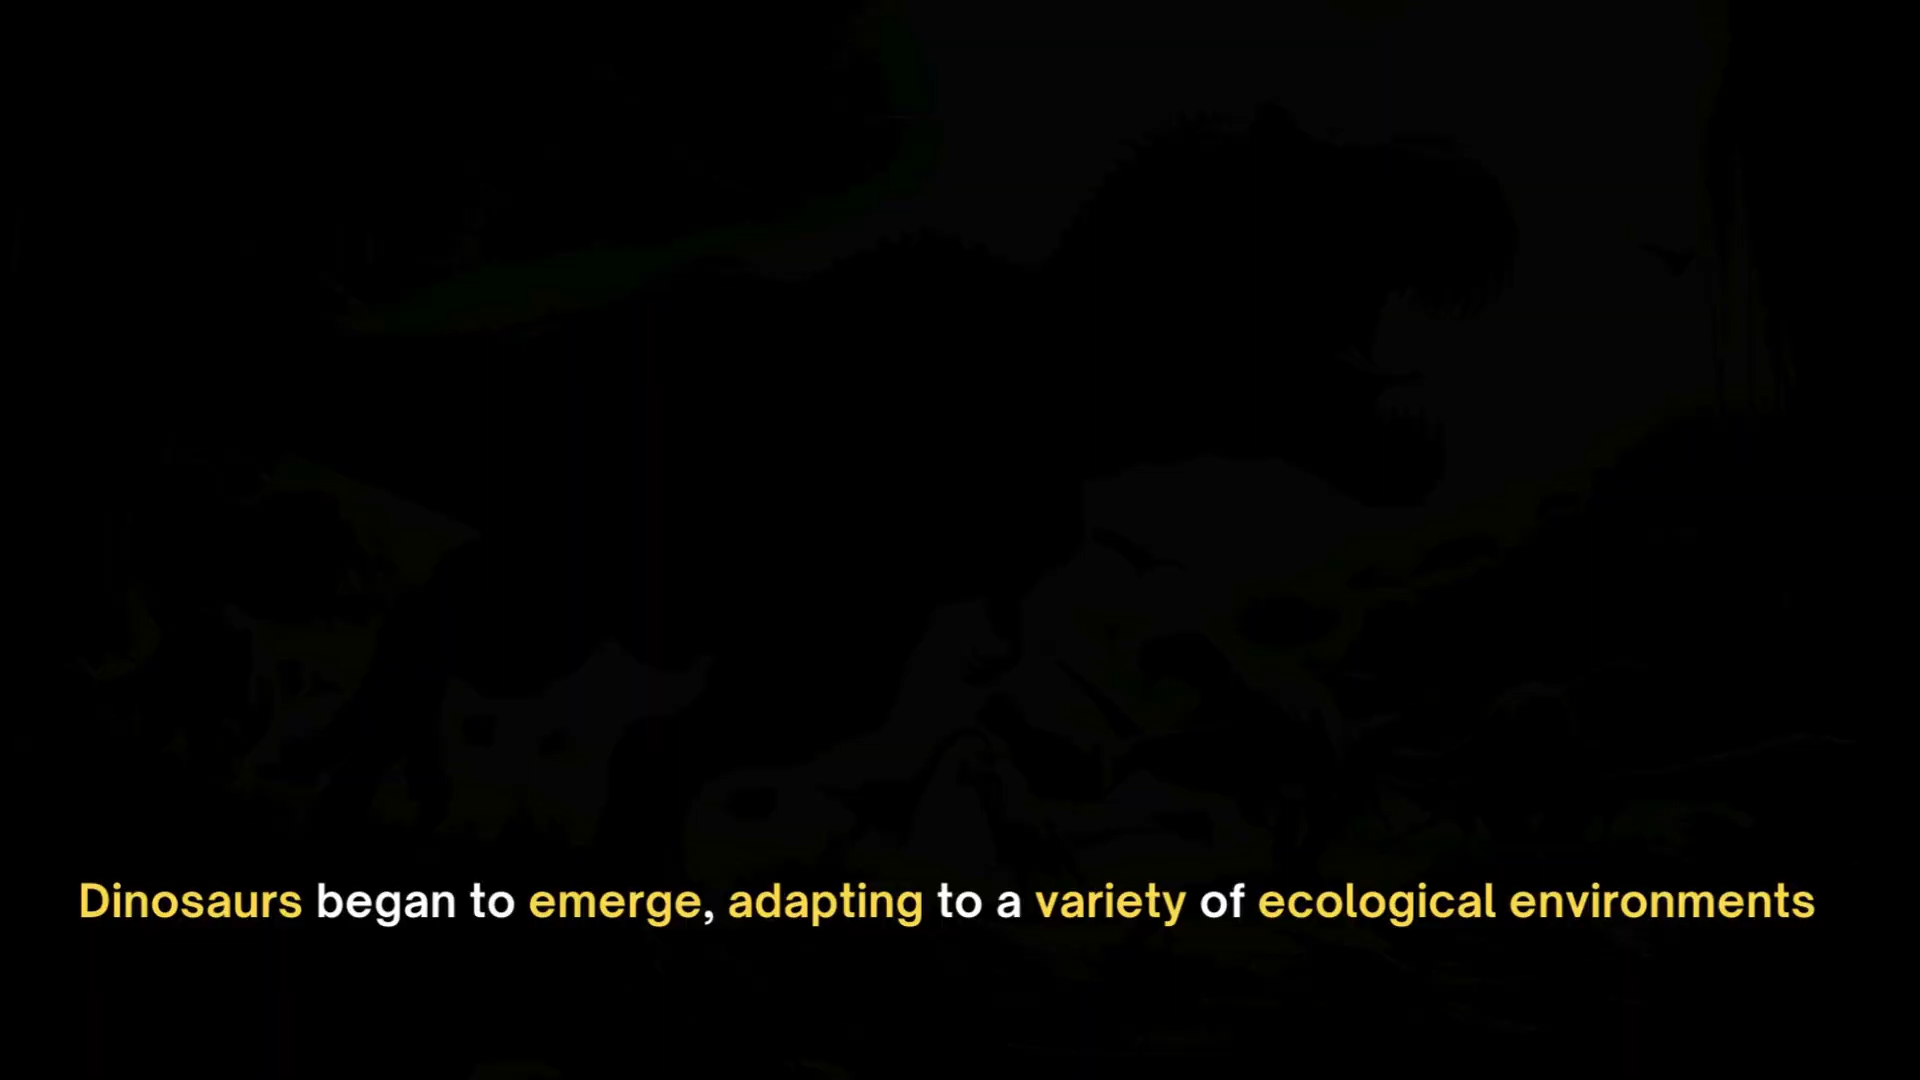 Dinosaurs began to emerge, adapting to a variety of ecological environments